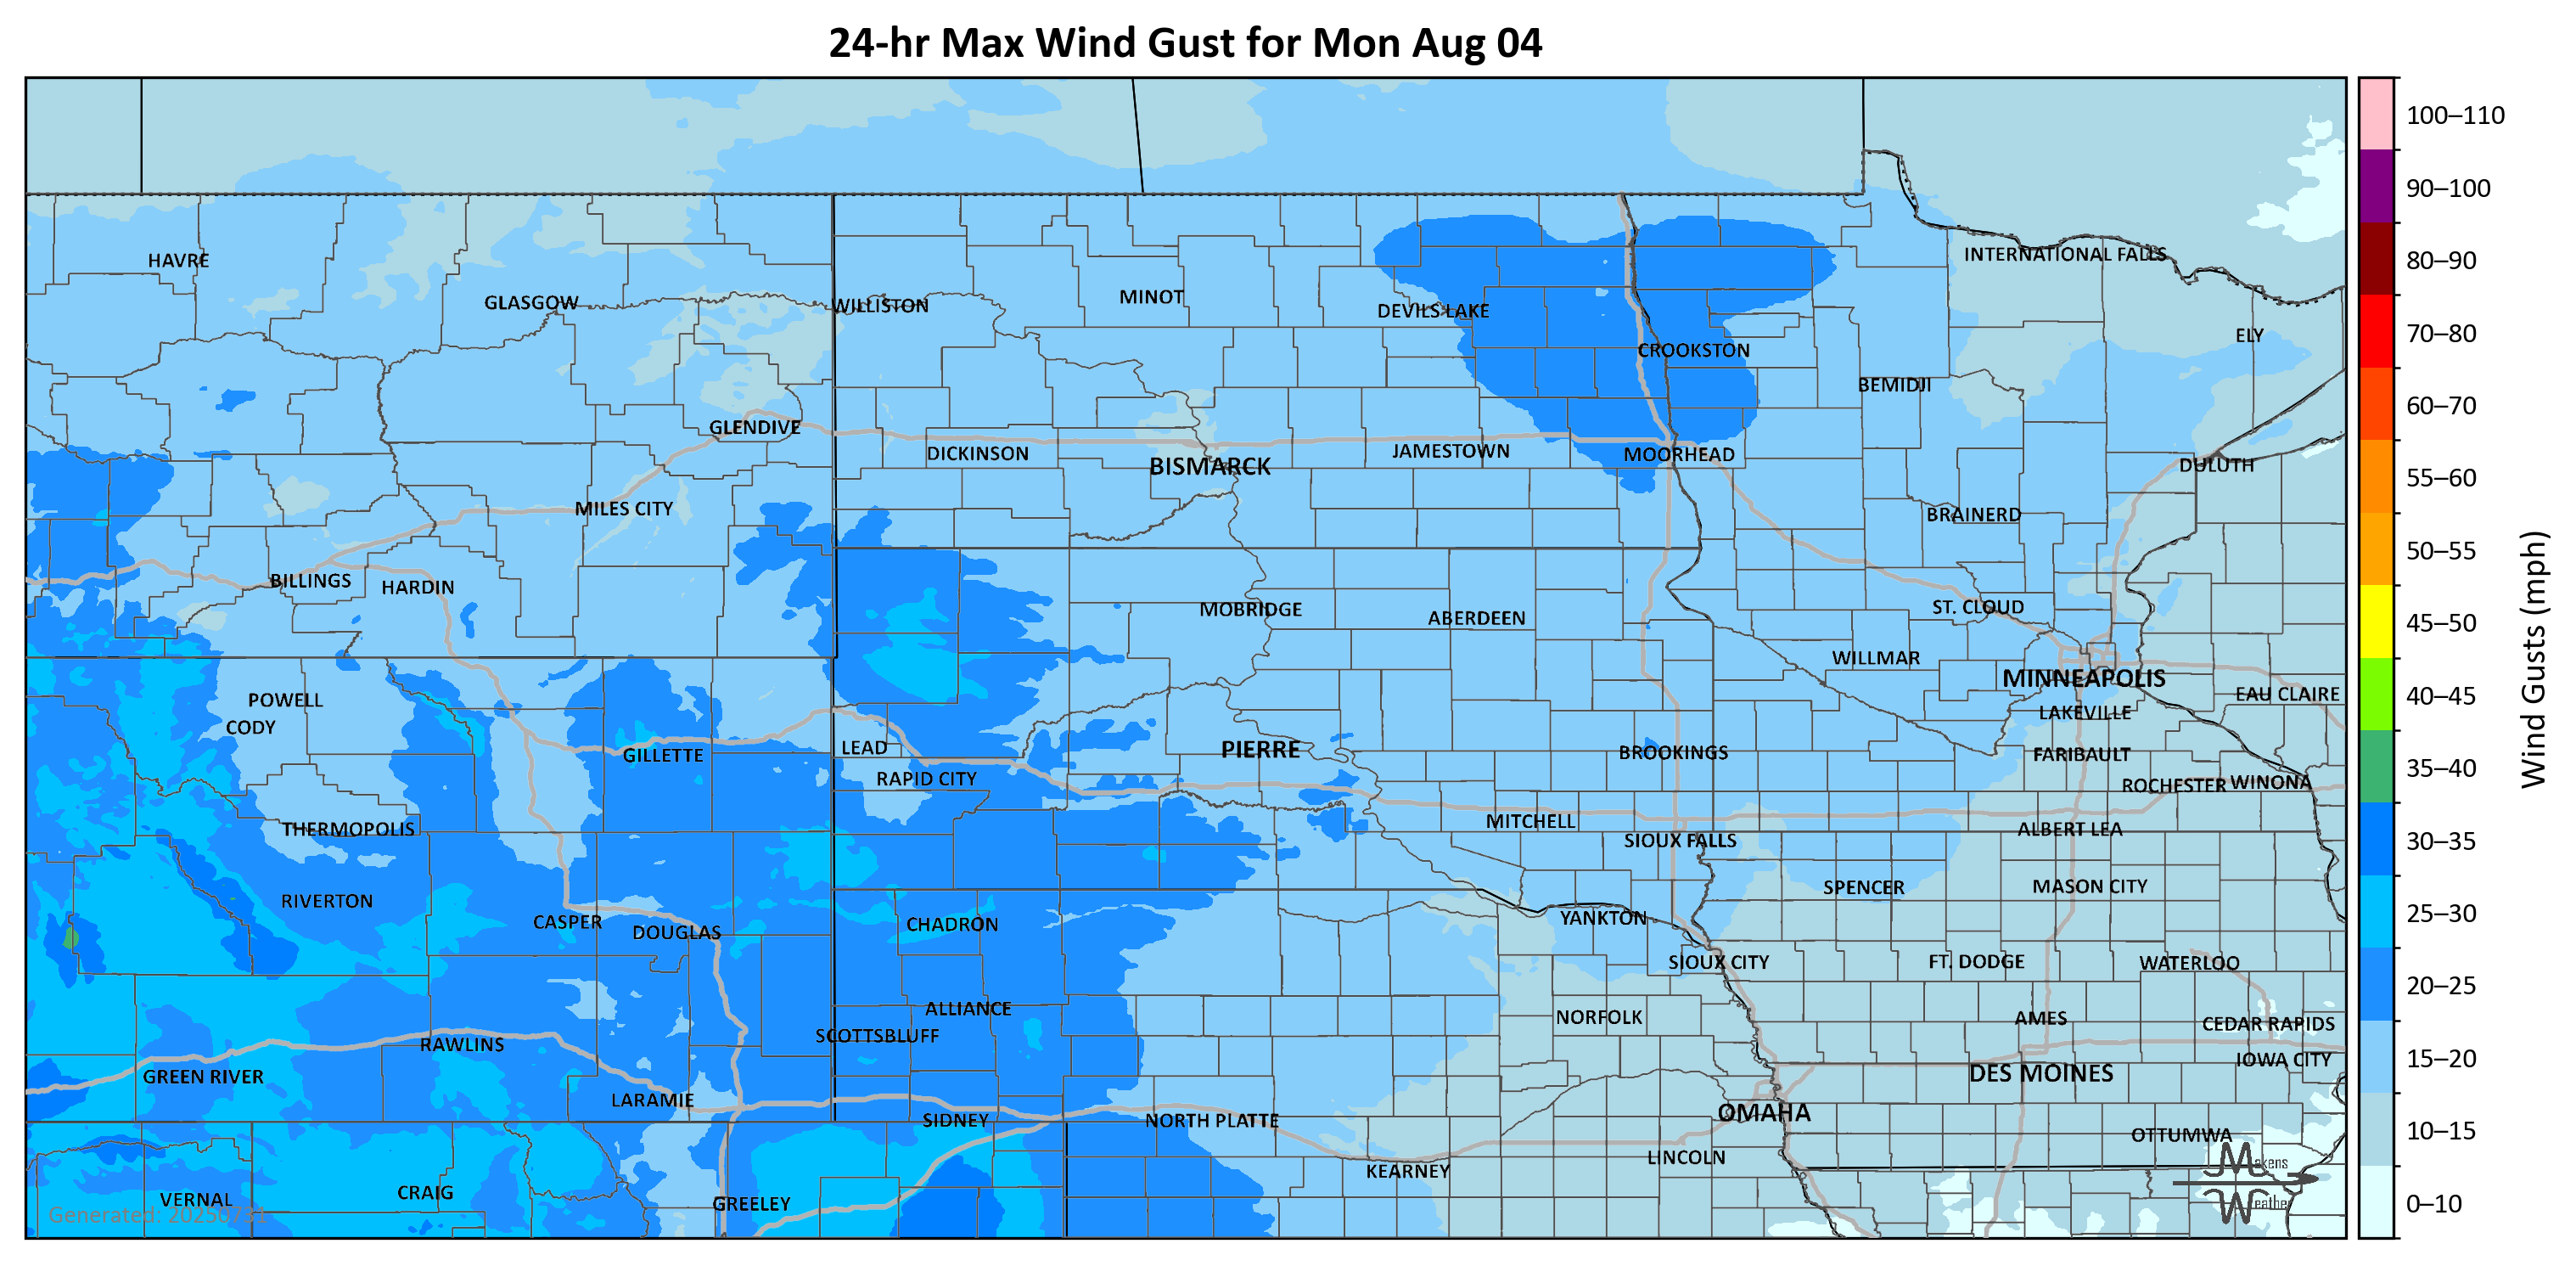 24-hr Max Wind Gust for Mon Aug 04
100–110
90–100
80–90
70–80
60–70
55–60
50–55
45–50
40–45
35–40
30–35
25–30
20–25
15–20
10–15
0–10
Wind Gusts (mph)
HAVRE
GLASGOW
WILLISTON
MINOT
DEVILS LAKE
CROOKSTON
INTERNATIONAL FALLS
ELY
BEMIDJI
GLENDIVE
DICKINSON
BISMARCK
JAMESTOWN
MOORHEAD
DULUTH
MILES CITY
BRAINERD
BILLINGS
HARDIN
MOBRIDGE
ABERDEEN
ST. CLOUD
WILLMAR
MINNEAPOLIS
EAU CLAIRE
LAKEVILLE
POWELL
CODY
GILLETTE
LEAD
RAPID CITY
PIERRE
BROOKINGS
FARIBAULT
ROCHESTER
WINONA
THERMOPOLIS
MITCHELL
SIOUX FALLS
ALBERT LEA
RIVERTON
CASPER
DOUGLAS
CHADRON
YANKTON
SPENCER
MASON CITY
SIOUX CITY
FT. DODGE
WATERLOO
ALLIANCE
SCOTTSBLUFF
NORFOLK
AMES
CEDAR RAPIDS
RAWLINS
GREEN RIVER
IOWA CITY
DES MOINES
LARAMIE
SIDNEY
NORTH PLATTE
OMAHA
OTTUMWA
KEARNEY
LINCOLN
VERNAL
CRAIG
GREELEY
Generated: 20250731
Makens
Weather